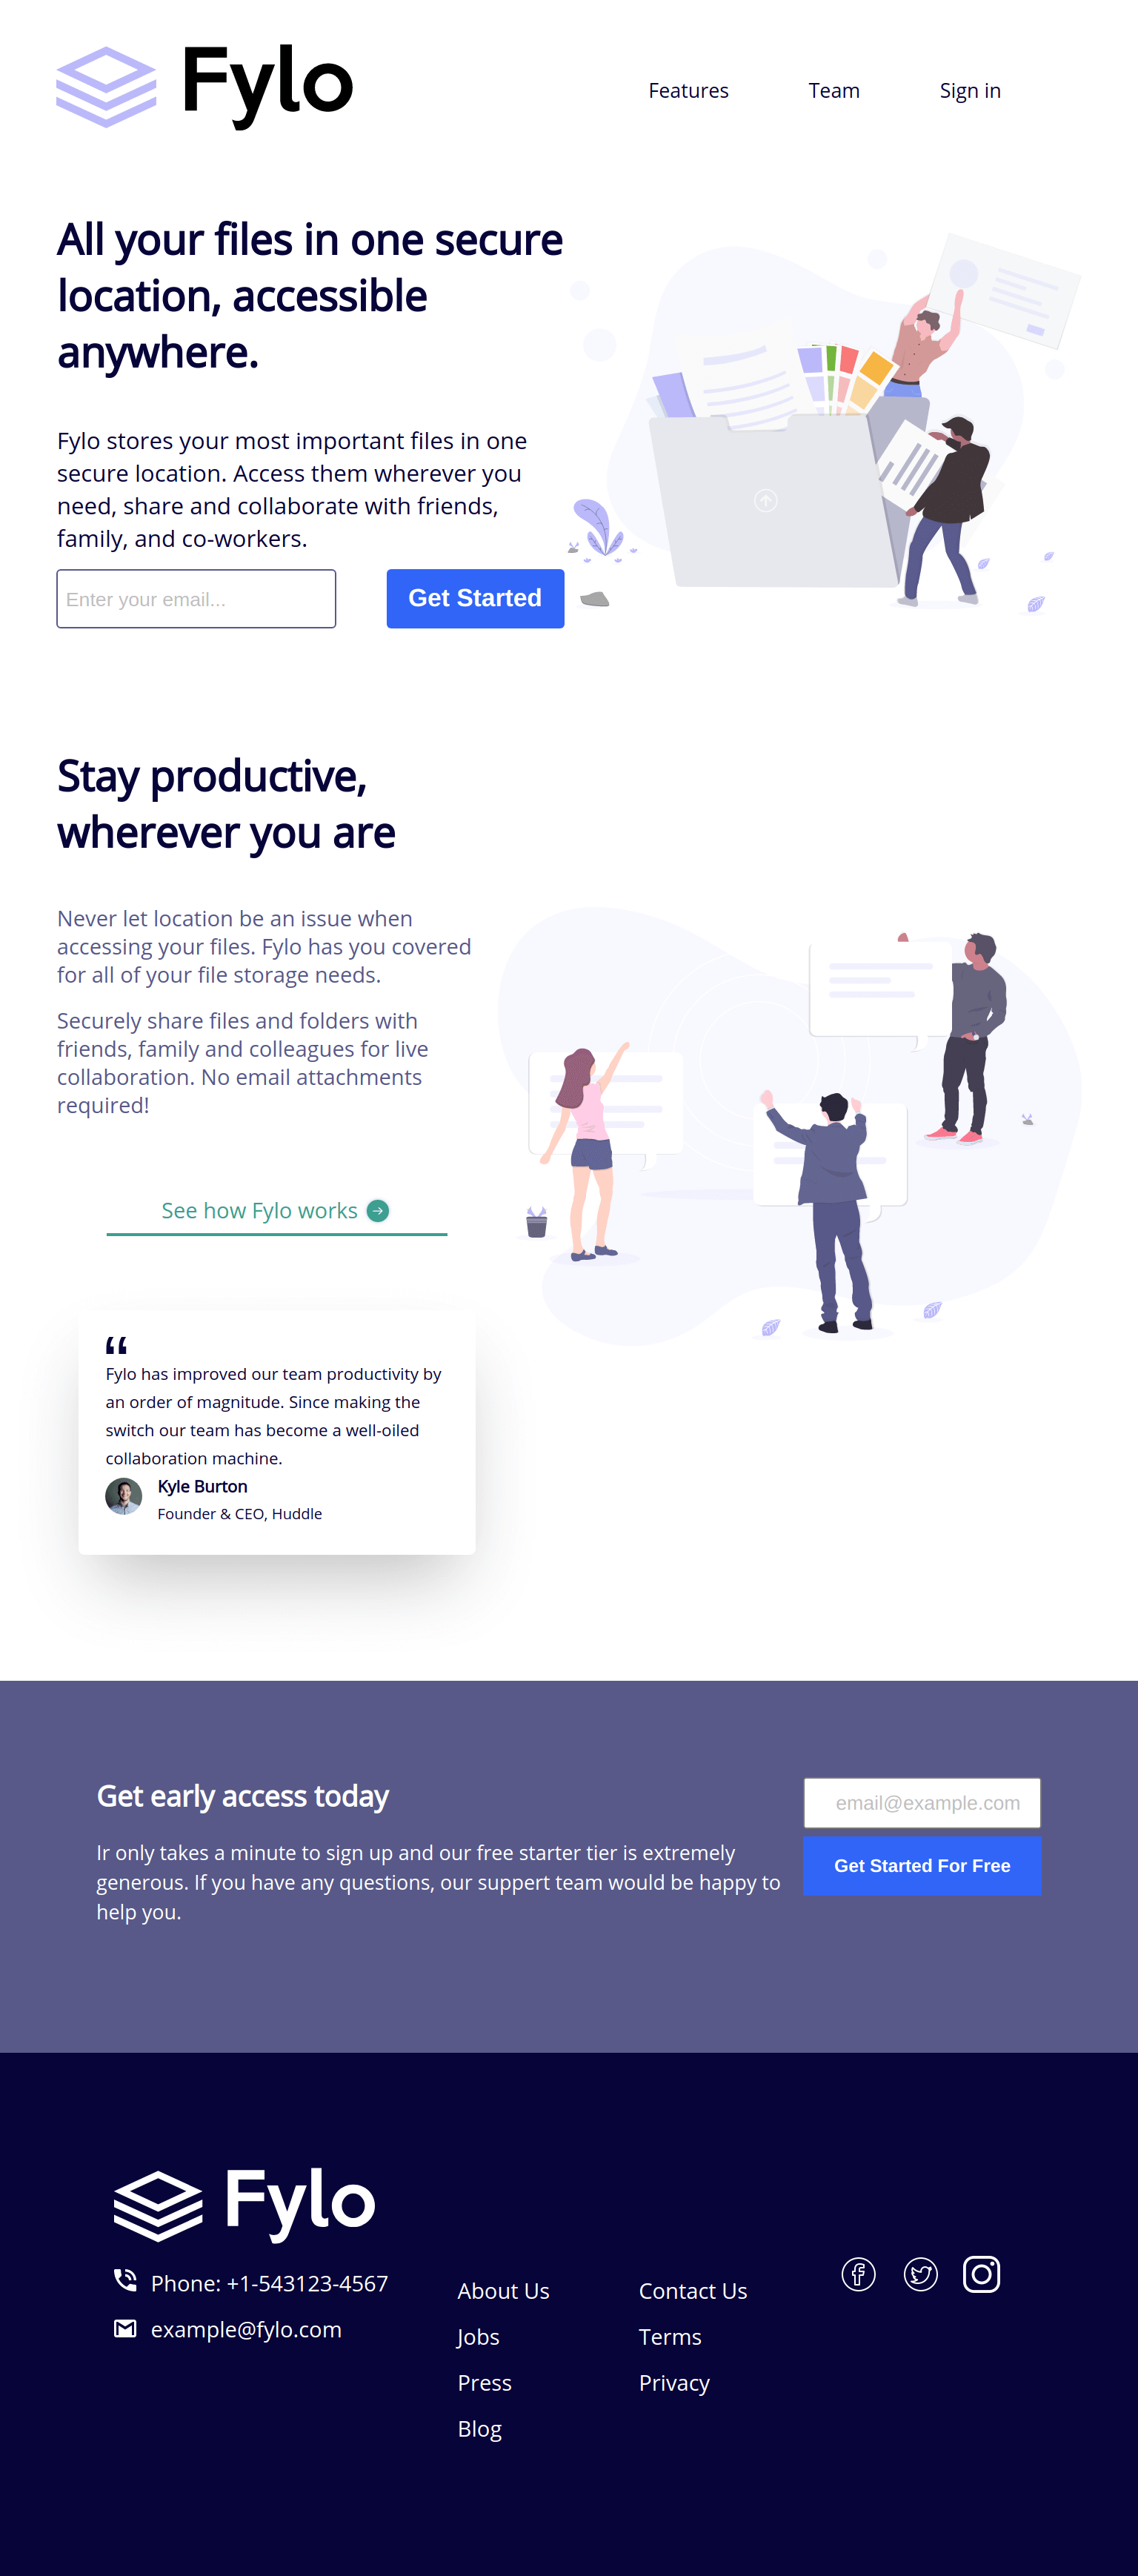 Fylo
Features
Team
Sign in
All your files in one secure
location, accessible
anywhere.
Fylo stores your most important files in one
secure location. Access them wherever you
need, share and collaborate with friends,
family, and co-workers.
Enter your email...
Get Started
Stay productive,
wherever you are
Never let location be an issue when
accessing your files. Fylo has you covered
for all of your file storage needs.
Securely share files and folders with
friends, family and colleagues for live
collaboration. No email attachments
required!
See how Fylo works
“
Fylo has improved our team productivity by
an order of magnitude. Since making the
switch our team has become a well-oiled
collaboration machine.
Kyle Burton
Founder & CEO, Huddle
Get early access today
Ir only takes a minute to sign up and our free starter tier is extremely
generous. If you have any questions, our suppert team would be happy to
help you.
email@example.com
Get Started For Free
Fylo
Phone: +1-543123-4567
example@fylo.com
About Us
Jobs
Press
Blog
Contact Us
Terms
Privacy